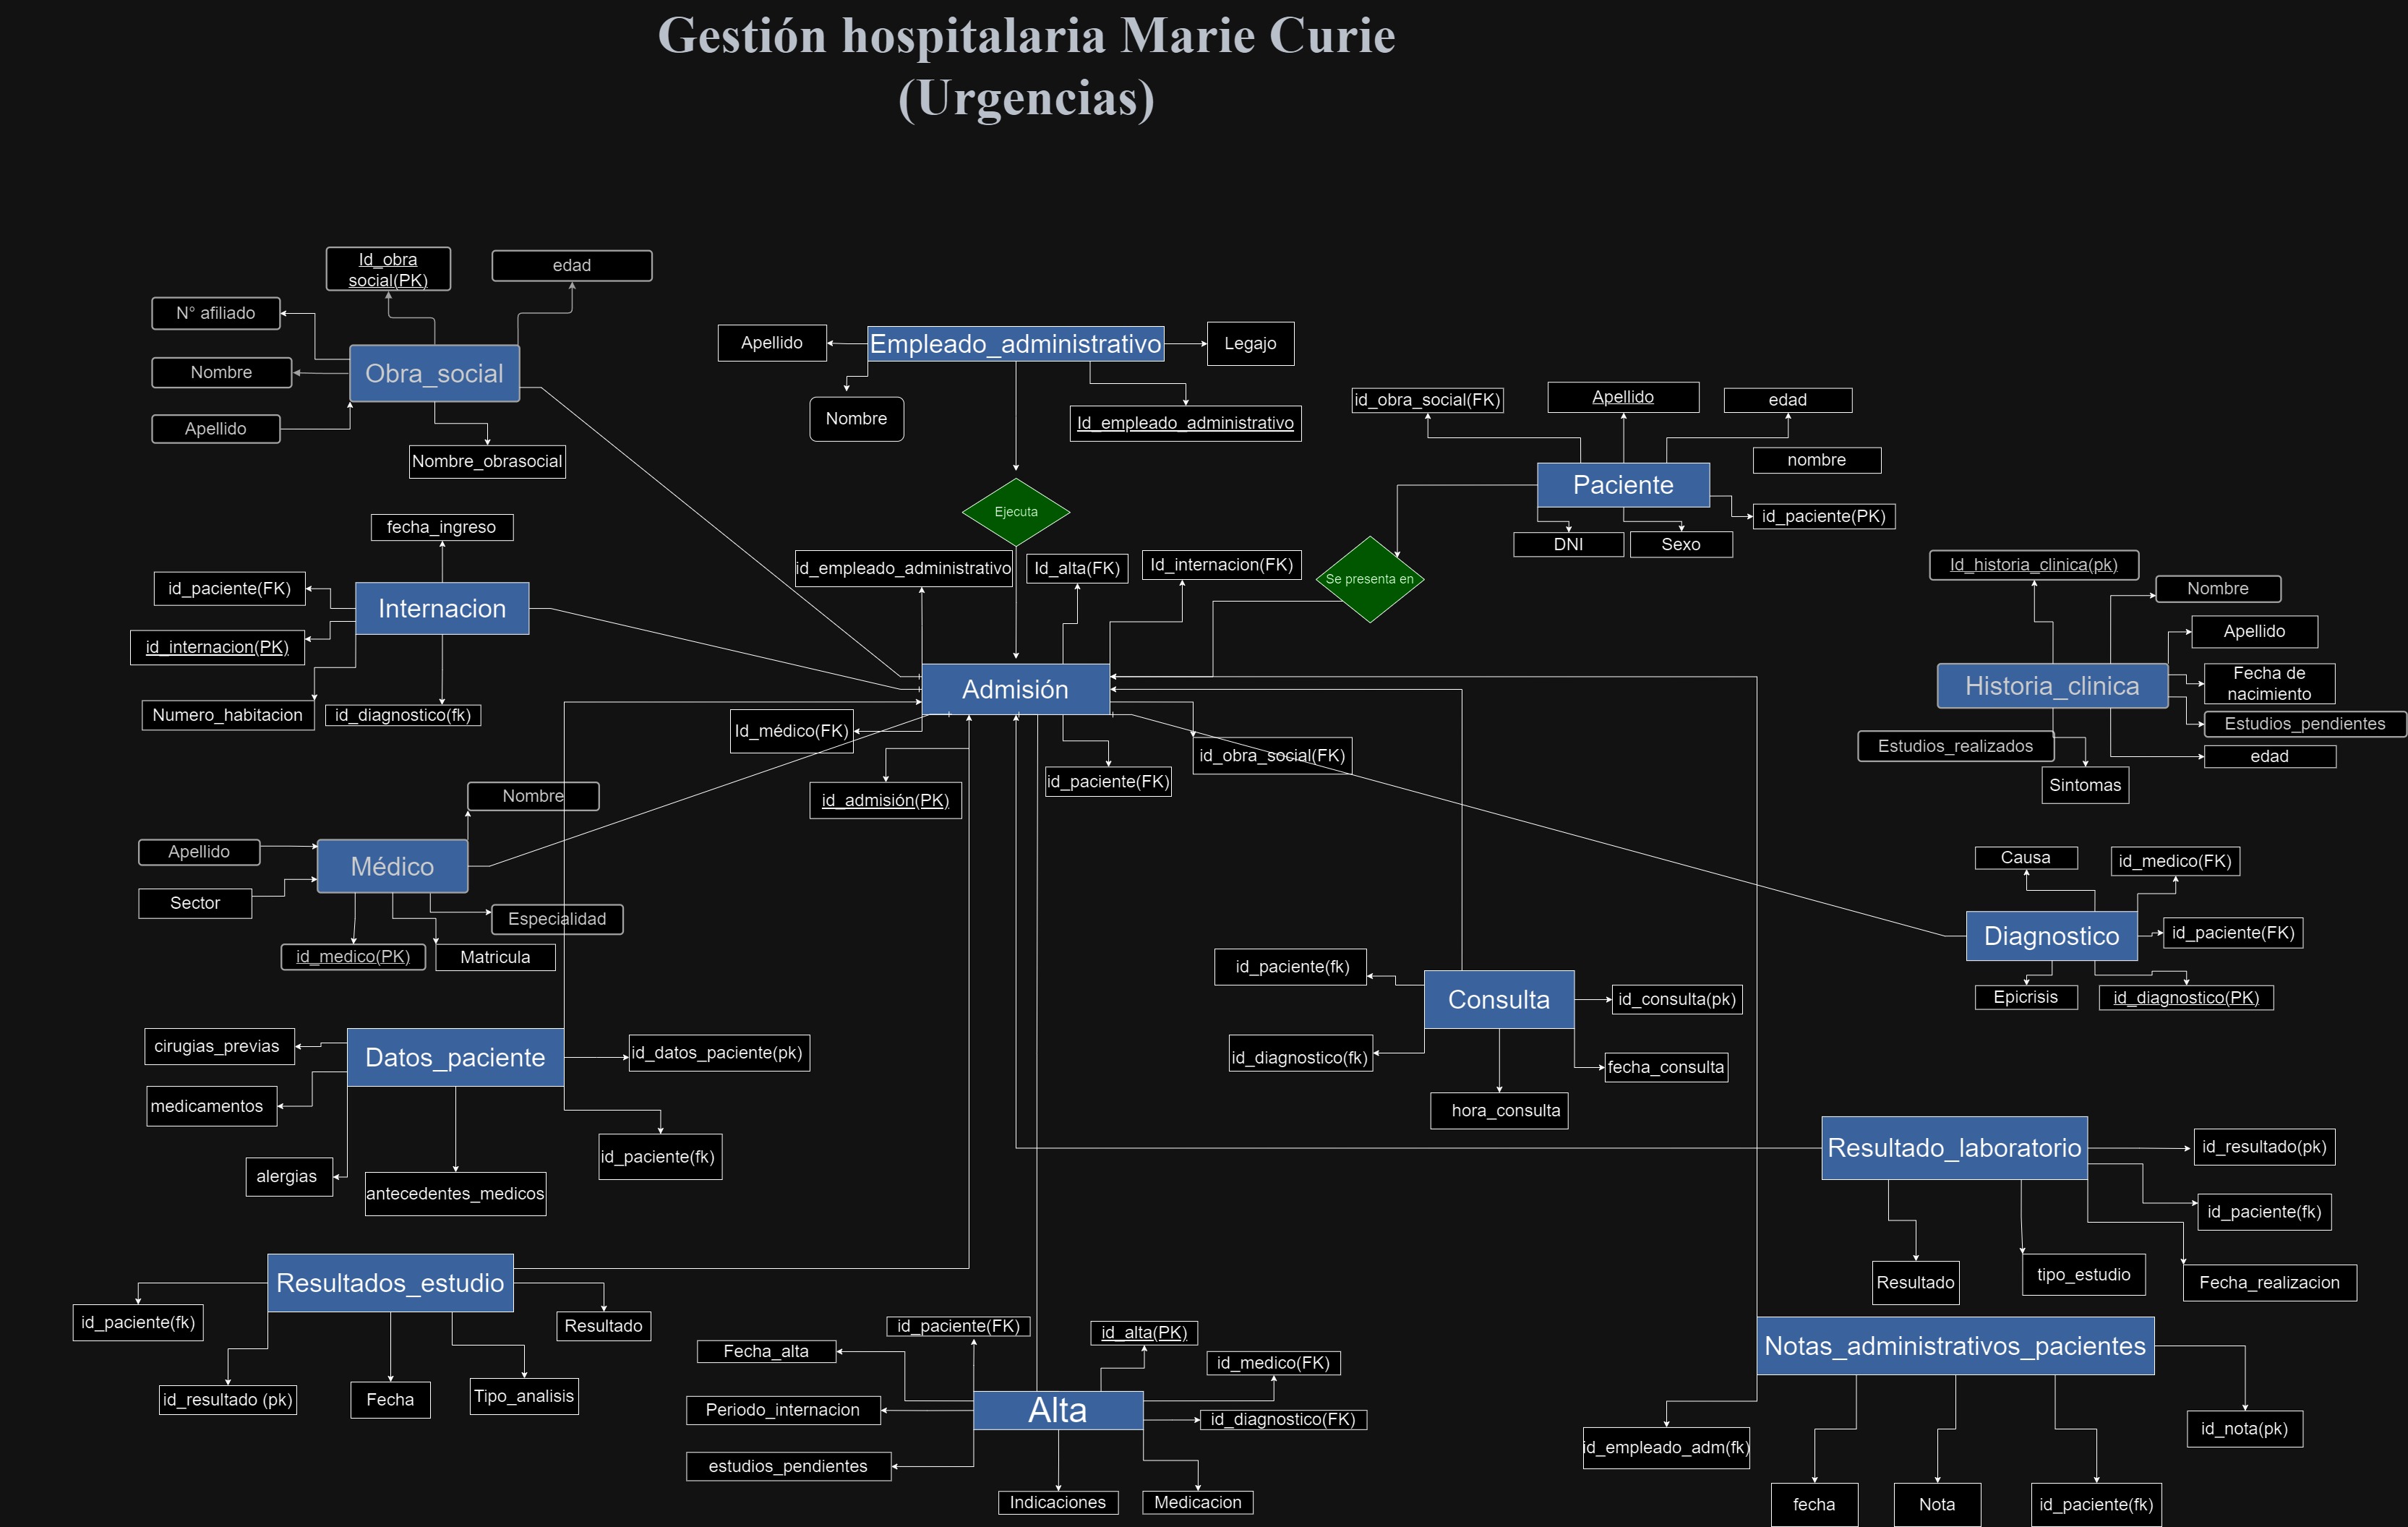 Gestión hospitalaria Marie Curie
(Urgencias)
Id_obra
social(PK)
edad
N° afiliado
Nombre
Obra_social
Apellido
Nombre_obrasocial
Apellido
Empleado_administrativo
Legajo
Nombre
Id_empleado_administrativo
Ejecuta
id_obra_social(FK)
Apellido
edad
nombre
Paciente
id_paciente(PK)
DNI
Sexo
Se presenta en
fecha_ingreso
id_paciente(FK)
Internacion
id_internacion(PK)
Numero_habitacion
id_diagnostico(fk)
id_empleado_administrativo
Id_alta(FK)
Id_internacion(FK)
Admisión
Id_médico(FK)
id_obra_social(FK)
id_paciente(FK)
id_admisión(PK)
Id_historia_clinica(pk)
Nombre
Apellido
Historia_clinica
Fecha de
nacimiento
Estudios_pendientes
Estudios_realizados
edad
Sintomas
Nombre
Apellido
Médico
Sector
Especialidad
id_medico(PK)
Matricula
Causa
id_medico(FK)
Diagnostico
id_paciente(FK)
Epicrisis
id_diagnostico(PK)
id_paciente(fk)
Consulta
id_consulta(pk)
id_diagnostico(fk)
fecha_consulta
hora_consulta
cirugias_previas
Datos_paciente
id_datos_paciente(pk)
medicamentos
id_paciente(fk)
alergias
antecedentes_medicos
Resultado_laboratorio
id_resultado(pk)
id_paciente(fk)
Resultado
tipo_estudio
Fecha_realizacion
Resultados_estudio
id_paciente(fk)
Resultado
id_resultado (pk)
Fecha
Tipo_analisis
id_paciente(FK)
id_alta(PK)
Fecha_alta
id_medico(FK)
Periodo_internacion
Alta
id_diagnostico(FK)
estudios_pendientes
Indicaciones
Medicacion
Notas_administrativos_pacientes
id_nota(pk)
id_empleado_adm(fk)
fecha
Nota
id_paciente(fk)